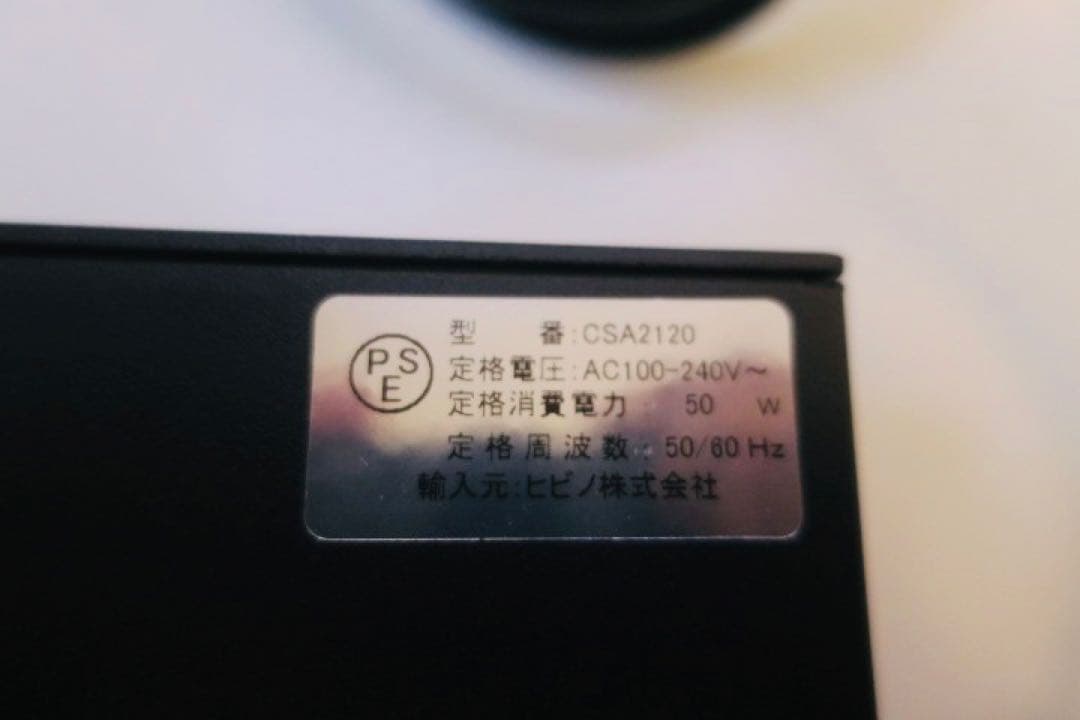 PSE
型　　番:CSA2120
定格電圧:AC100-240V～
定格消費電力 : 50 W
定格周波数: 50/60 Hz
輸入元:ヒビノ株式会社